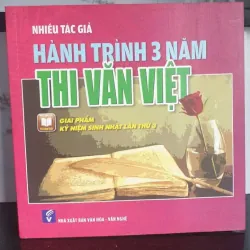 NHIỀU TÁC GIẢ
HÀNH TRÌNH 3 NĂM
THI VĂN VIỆT
GIAI PHẨM
KỶ NIỆM SINH NHẬT LẦN THỨ 3
NHÀ XUẤT BẢN VĂN HÓA - VĂN NGHỆ